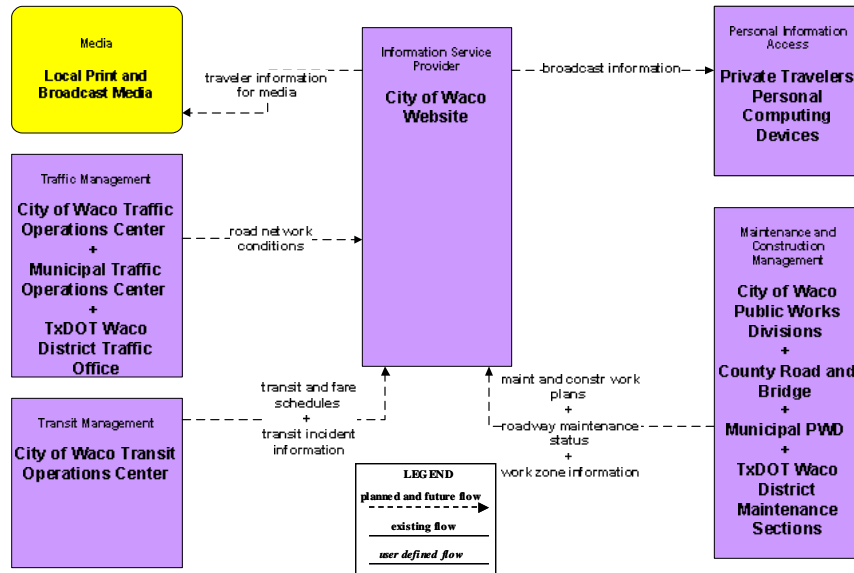 Media
Local Print and
Broadcast Media
traveler information
for media
Information Service
Provider
City of Waco
Website
broadcast information
Personal Information
Access
Private Travelers
Personal
Computing
Devices
Traffic Management
City of Waco Traffic
Operations Center
+
Municipal Traffic
Operations Center
+
TxDOT Waco
District Traffic
Office
road network
conditions
Maintenance and
Construction
Management
City of Waco
Public Works
Divisions
+
County Road and
Bridge
+
Municipal PWD
+
TxDOT Waco
District
Maintenance
Sections
Transit Management
City of Waco Transit
Operations Center
transit and fare
schedules
+
transit incident
information
maint and constr work
plans
+
roadway maintenance
status
+
work zone information
LEGEND
planned and future flow
existing flow
user defined flow